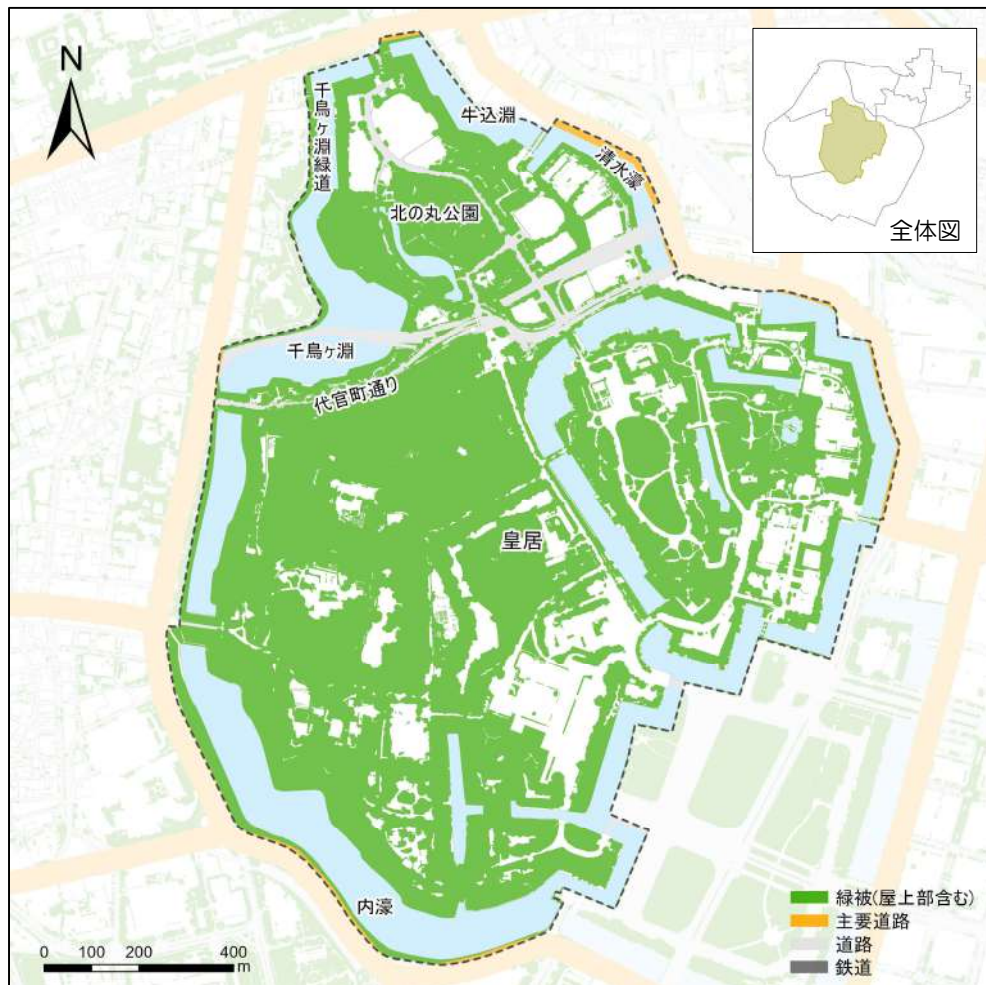 N
千鳥ヶ淵緑道
牛込淵
清水濠
北の丸公園
全体図
千鳥ヶ淵
代官町通り
皇居
内濠
緑被(屋上部含む)
主要道路
道路
鉄道
0 100 200 400
m